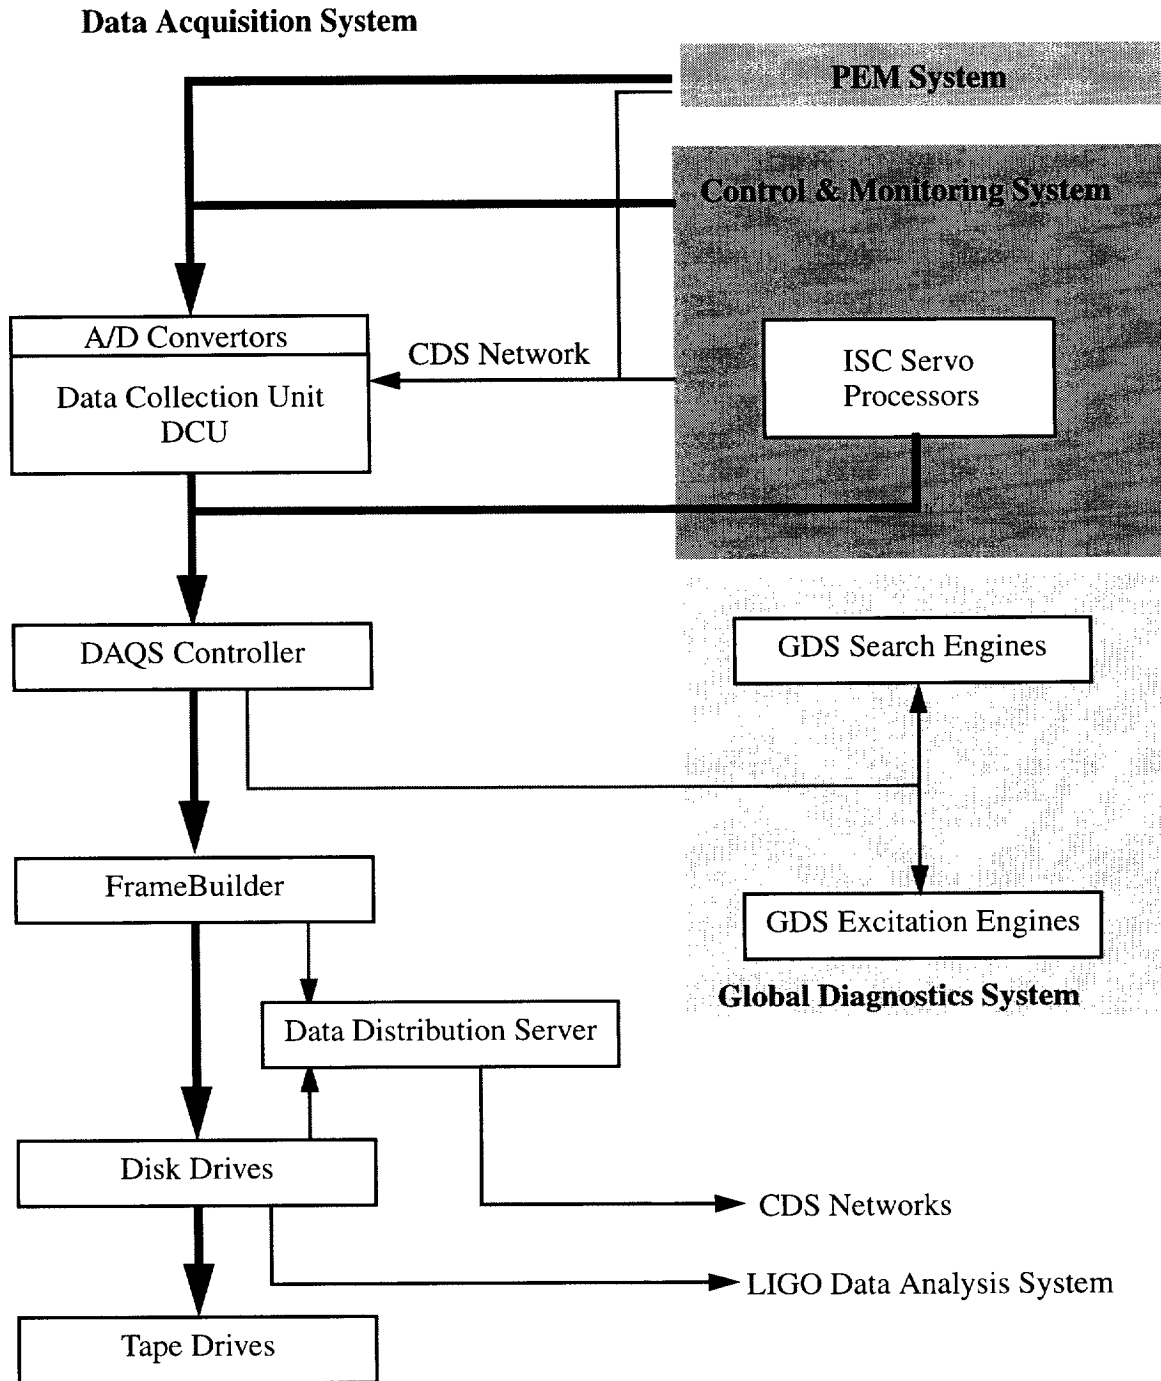 Data Acquisition System
PEM System
Control & Monitoring System
A/D Convertors
CDS Network
ISC Servo
Processors
Data Collection Unit
DCU
DAQS Controller
GDS Search Engines
FrameBuilder
GDS Excitation Engines
Global Diagnostics System
Data Distribution Server
Disk Drives
CDS Networks
LIGO Data Analysis System
Tape Drives